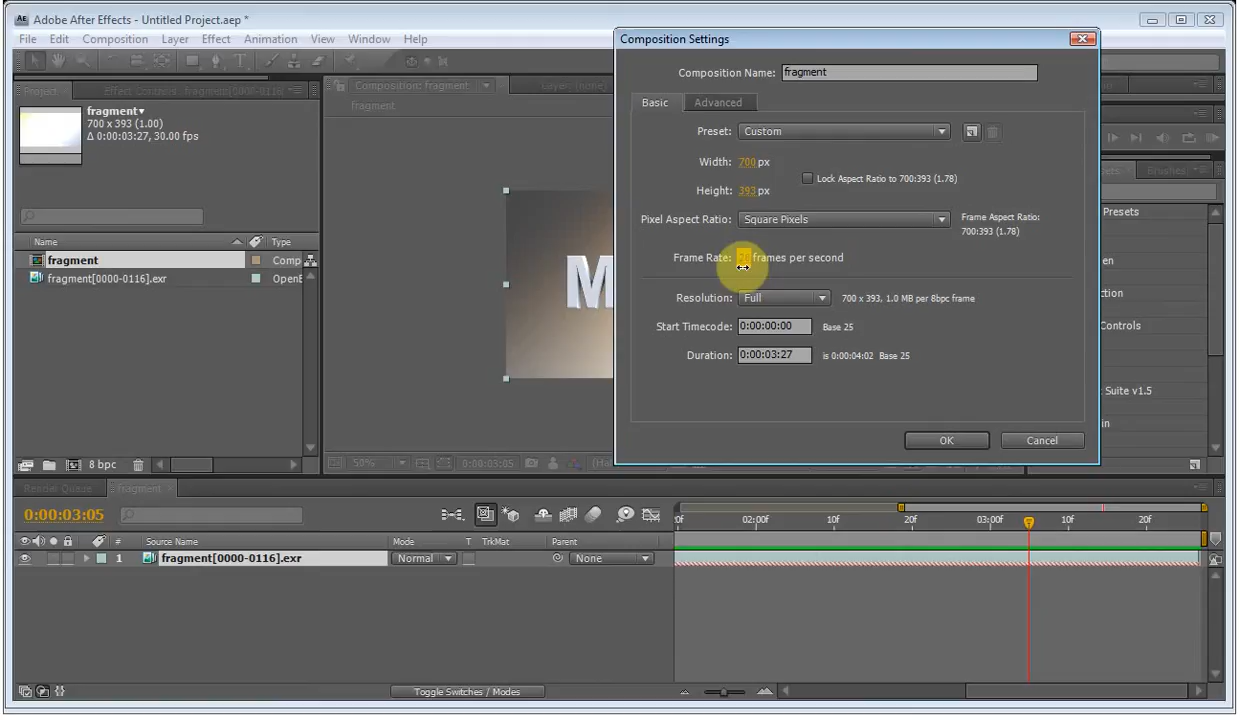 Adobe After Effects - Untitled Project.aep *
File Edit Composition Layer Effect Animation View Window Help
Project
Effect Controls: fragment[0000-0116]
fragment▾
700 x 393 (1.00)
Δ 0:00:03:27, 30.00 fps
Name Type
fragment Comp
fragment[0000-0116].exr OpenE
8 bpc
Composition: fragment
Layer: (none)
fragment
M
50%
0:00:03:05
Composition Settings
Composition Name: fragment
Basic Advanced
Preset: Custom
Width: 700 px
Lock Aspect Ratio to 700:393 (1.78)
Height: 393 px
Pixel Aspect Ratio: Square Pixels
Frame Aspect Ratio:
700:393 (1.78)
Frame Rate: frames per second
Resolution: Full 700 x 393, 1.0 MB per 8bpc frame
Start Timecode: 0:00:00:00 Base 25
Duration: 0:00:03:27 is 0:00:04:02 Base 25
OK Cancel
Brushes
Presets
Controls
Suite v1.5
Render Queue fragment
0:00:03:05
# Source Name Mode T TrkMat Parent
1 fragment[0000-0116].exr Normal None
:0f 02:00f 10f 20f 03:00f 10f 20f
Toggle Switches / Modes